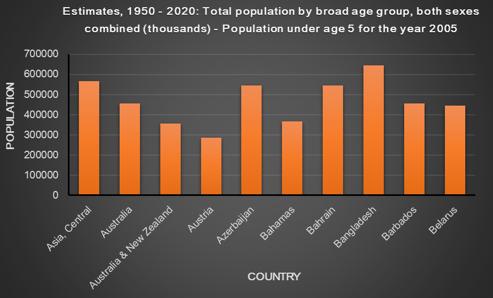 Estimates, 1950 - 2020: Total population by broad age group, both sexes
combined (thousands) - Population under age 5 for the year 2005
POPULATION
700000
600000
500000
400000
300000
200000
100000
0
Asia, Central
Australia
Australia & New Zealand
Austria
Azerbaijan
Bahamas
Bahrain
Bangladesh
Barbados
Belarus
COUNTRY